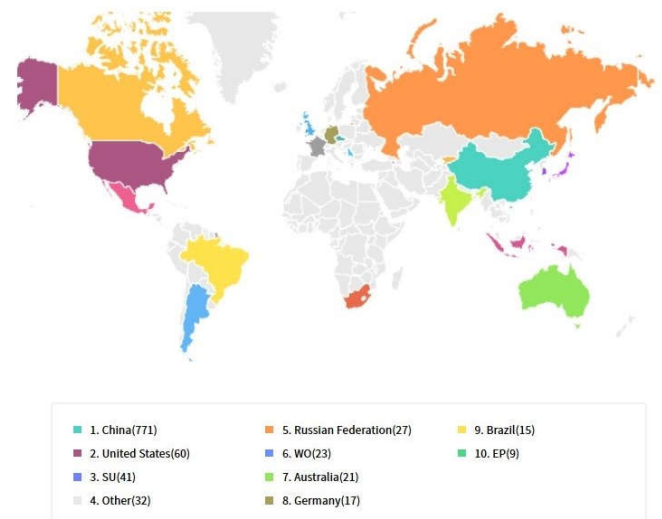 1. China(771)
2. United States(60)
3. SU(41)
4. Other(32)
5. Russian Federation(27)
6. WO(23)
7. Australia(21)
8. Germany(17)
9. Brazil(15)
10. EP(9)